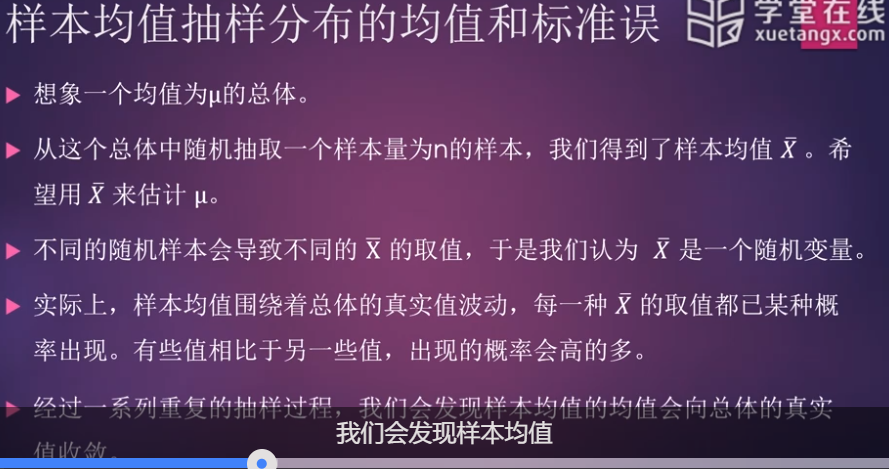 样本均值抽样分布的均值和标准误
学堂在线
xuetangx.com
想象一个均值为μ的总体。
从这个总体中随机抽取一个样本量为n的样本，我们得到了样本均值 X̄ 。希
望用 X̄ 来估计 μ。
不同的随机样本会导致不同的 X̄ 的取值，于是我们认为 X̄ 是一个随机变量。
实际上，样本均值围绕着总体的真实值波动，每一种 X̄ 的取值都已某种概
率出现。有些值相比于另一些值，出现的概率会高的多。
经过一系列重复的抽样过程，我们会发现样本均值的均值会向总体的真实
值收敛。
我们会发现样本均值